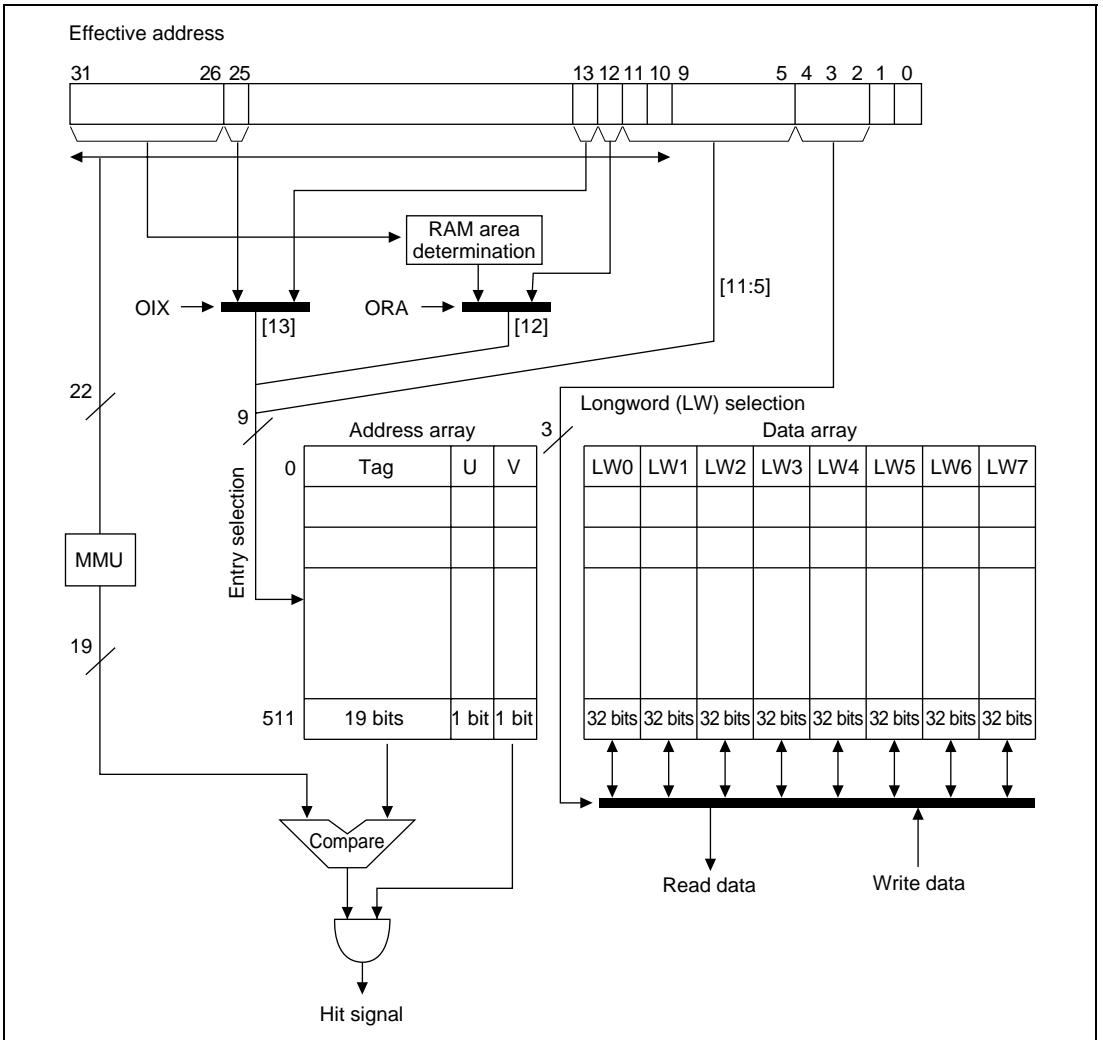 Effective address
31 26 25 13 12 11 10 9 5 4 3 2 1 0
RAM area
determination
[11:5]
OIX
ORA
[13]
[12]
22
9
Longword (LW) selection
3
Address array
Data array
0
Tag U V
LW0 LW1 LW2 LW3 LW4 LW5 LW6 LW7
Entry selection
MMU
19
511
19 bits 1 bit 1 bit
32 bits 32 bits 32 bits 32 bits 32 bits 32 bits 32 bits 32 bits
Compare
Read data
Write data
Hit signal